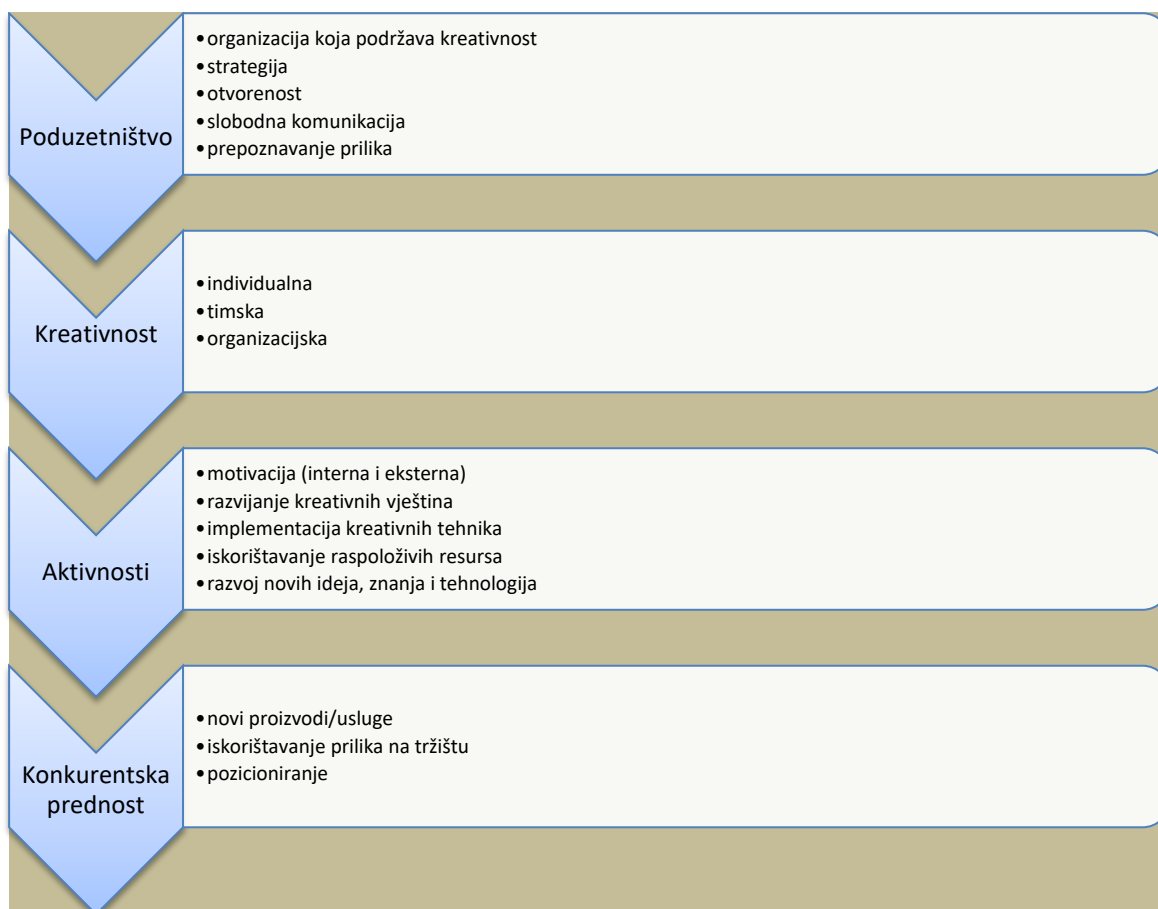 Poduzetništvo
•organizacija koja podržava kreativnost
•strategija
•otvorenost
•slobodna komunikacija
•prepoznavanje prilika
Kreativnost
•individualna
•timska
•organizacijska
Aktivnosti
•motivacija (interna i eksterna)
•razvijanje kreativnih vještina
•implementacija kreativnih tehnika
•iskorištavanje raspoloživih resursa
•razvoj novih ideja, znanja i tehnologija
Konkurentska
prednost
•novi proizvodi/usluge
•iskorištavanje prilika na tržištu
•pozicioniranje